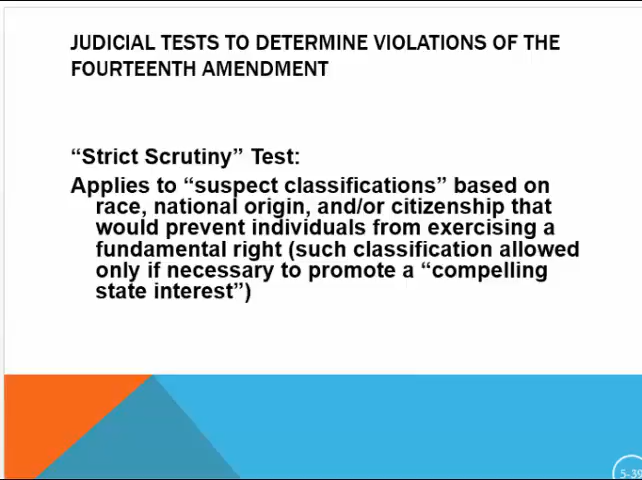 JUDICIAL TESTS TO DETERMINE VIOLATIONS OF THE
FOURTEENTH AMENDMENT
“Strict Scrutiny” Test:
Applies to “suspect classifications” based on
race, national origin, and/or citizenship that
would prevent individuals from exercising a
fundamental right (such classification allowed
only if necessary to promote a “compelling
state interest”)
5-39